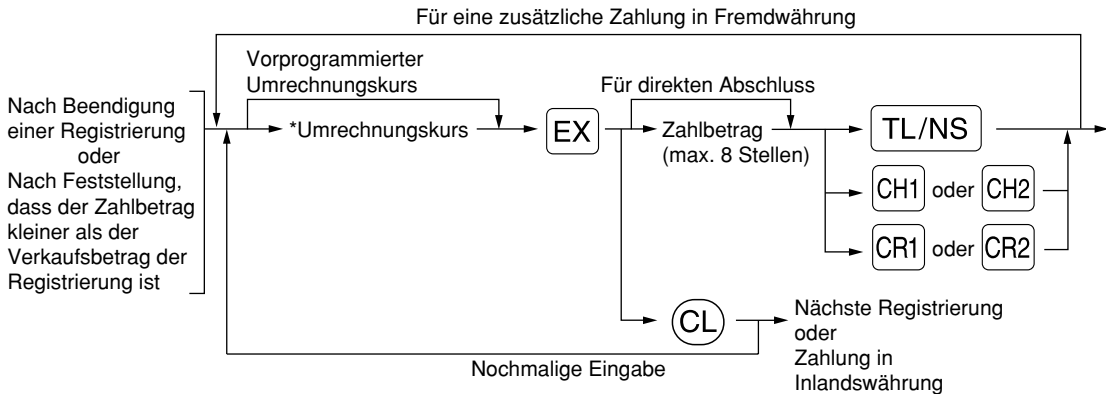 Für eine zusätzliche Zahlung in Fremdwährung
Vorprogrammierter
Umrechnungskurs
Für direkten Abschluss
Nach Beendigung
einer Registrierung
oder
Nach Feststellung,
dass der Zahlbetrag
kleiner als der
Verkaufsbetrag der
Registrierung ist
*Umrechnungskurs
EX
Zahlbetrag
(max. 8 Stellen)
TL/NS
CH1 oder CH2
CR1 oder CR2
CL
Nächste Registrierung
oder
Zahlung in
Inlandswährung
Nochmalige Eingabe